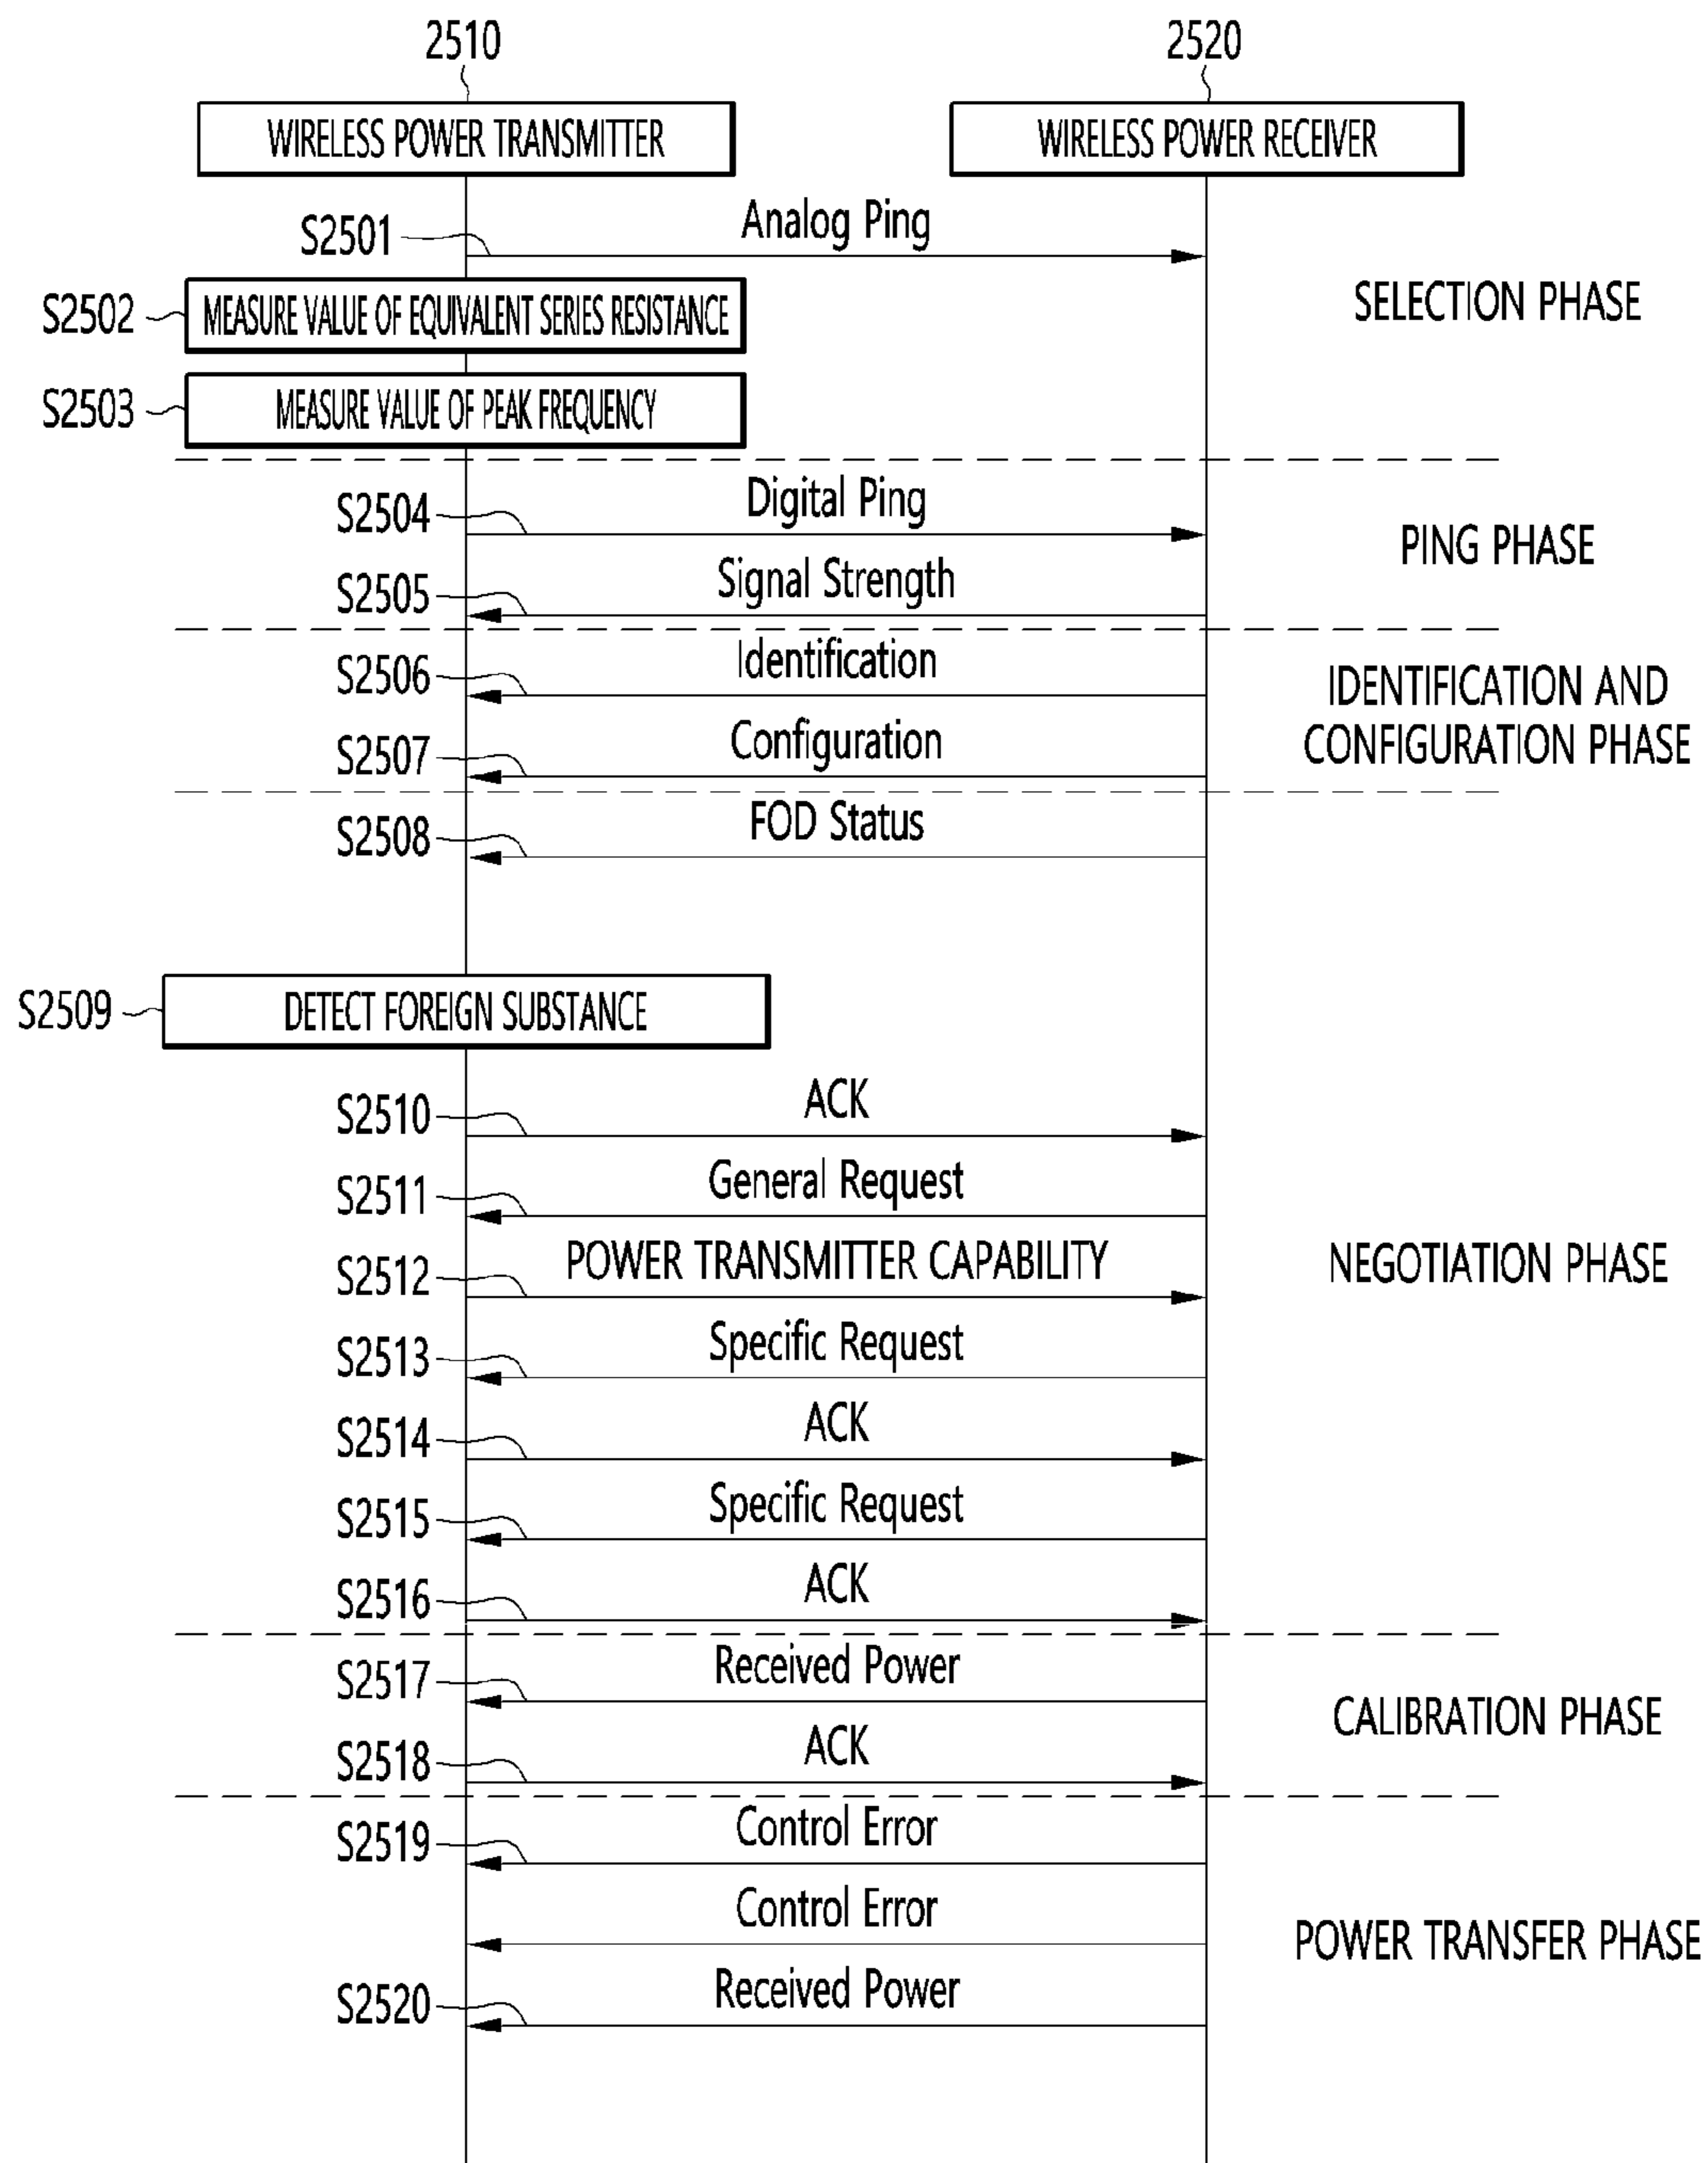 2510
2520
WIRELESS POWER TRANSMITTER
WIRELESS POWER RECEIVER
S2501
Analog Ping
SELECTION PHASE
S2502
MEASURE VALUE OF EQUIVALENT SERIES RESISTANCE
S2503
MEASURE VALUE OF PEAK FREQUENCY
S2504
Digital Ping
PING PHASE
S2505
Signal Strength
S2506
Identification
IDENTIFICATION AND
CONFIGURATION PHASE
S2507
Configuration
S2508
FOD Status
S2509
DETECT FOREIGN SUBSTANCE
S2510
ACK
S2511
General Request
S2512
POWER TRANSMITTER CAPABILITY
NEGOTIATION PHASE
S2513
Specific Request
S2514
ACK
S2515
Specific Request
S2516
ACK
S2517
Received Power
CALIBRATION PHASE
S2518
ACK
S2519
Control Error
Control Error
POWER TRANSFER PHASE
S2520
Received Power